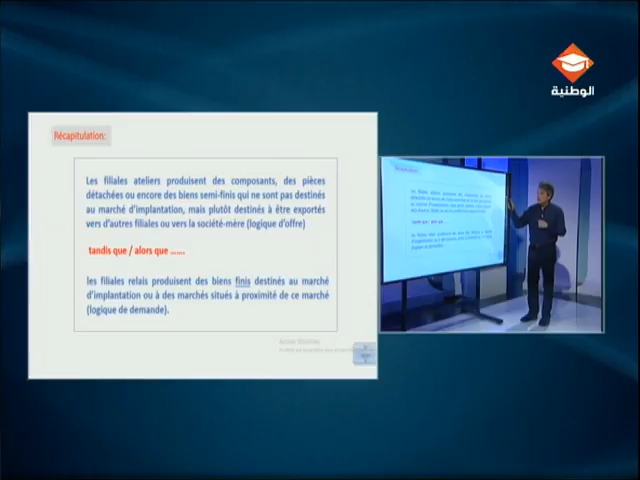 الوطنية
Récapitulation:
Les filiales ateliers produisent des composants, des pièces
détachées ou encore des biens semi-finis qui ne sont pas destinés
au marché d'implantation, mais plutôt destinés à être exportés
vers d'autres filiales ou vers la société-mère (logique d'offre)
tandis que / alors que ......
les filiales relais produisent des biens finis destinés au marché
d'implantation ou à des marchés situés à proximité de ce marché
(logique de demande).